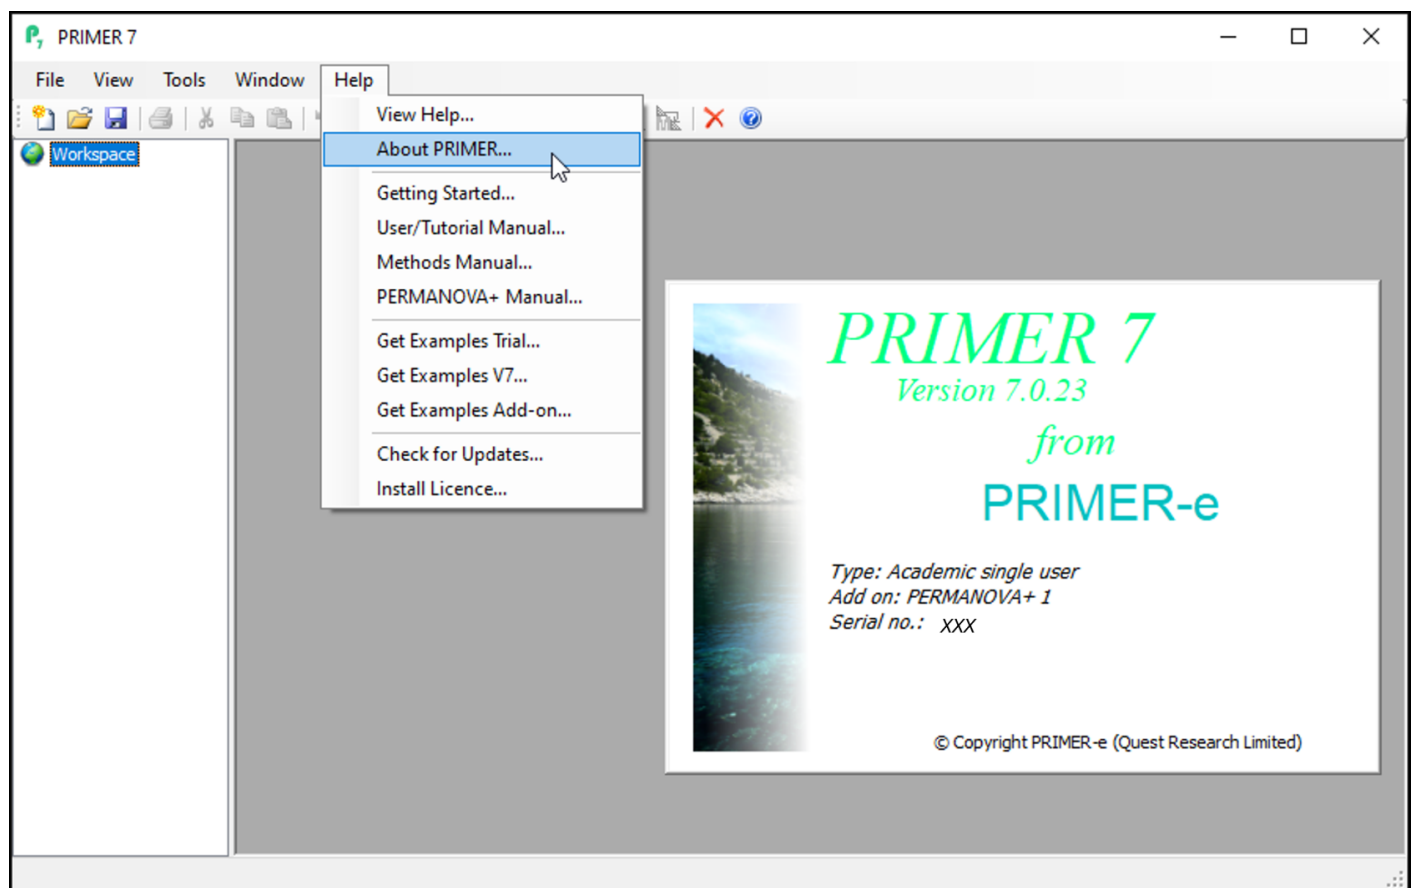 PRIMER 7
File View Tools Window Help
View Help...
About PRIMER...
Workspace
Getting Started...
User/Tutorial Manual...
Methods Manual...
PERMANOVA+ Manual...
Get Examples Trial...
Get Examples V7...
Get Examples Add-on...
Check for Updates...
Install Licence...
PRIMER 7
Version 7.0.23
from
PRIMER-e
Type: Academic single user
Add on: PERMANOVA+ 1
Serial no.: XXX
© Copyright PRIMER-e (Quest Research Limited)